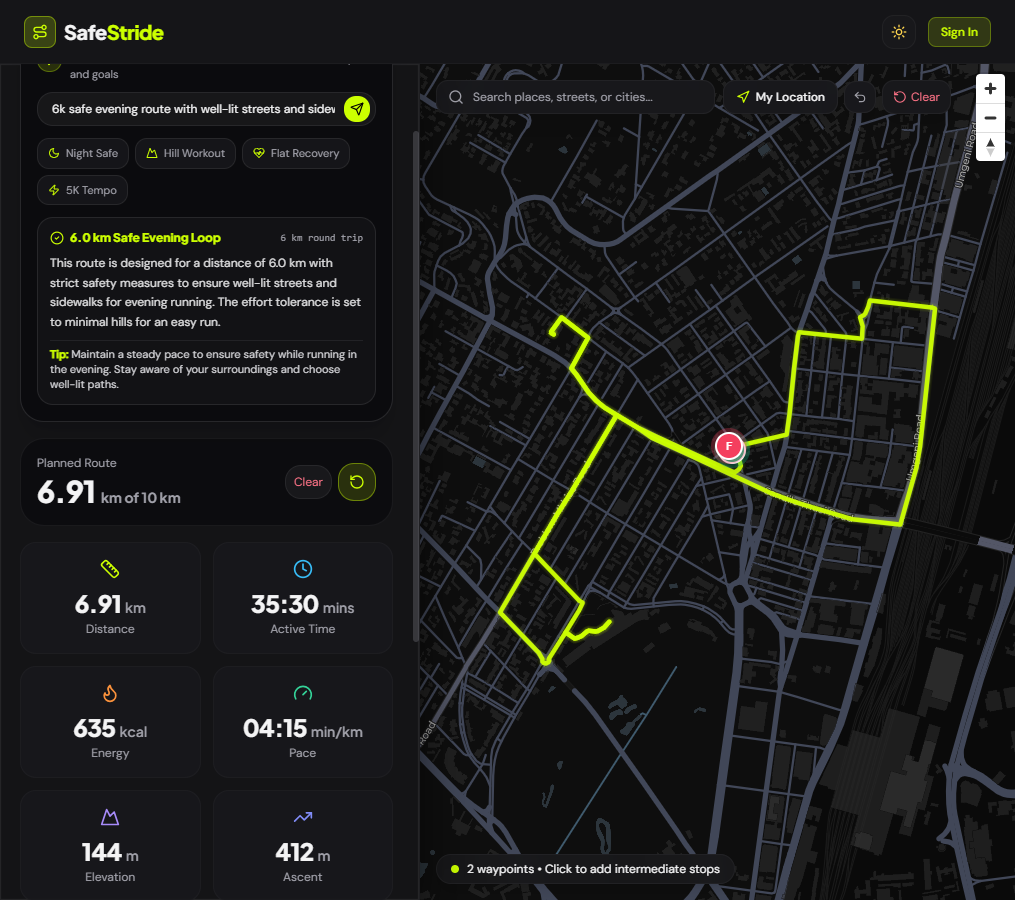 SafeStride
Sign In
and goals
6k safe evening route with well-lit streets and
Night Safe
Hill Workout
Flat Recovery
5K Tempo
6.0 km Safe Evening Loop
6 km round trip
This route is designed for a distance of 6.0 km with
strict safety measures to ensure well-lit streets and
sidewalks for evening running. The effort tolerance is set
to minimal hills for an easy run.
Tip: Maintain a steady pace to ensure safety while running in
the evening. Stay aware of your surroundings and choose
well-lit paths.
Planned Route
6.91 km of 10 km
Clear
6.91 km
Distance
35:30 mins
Active Time
635 kcal
Energy
04:15 min/km
Pace
144 m
Elevation
412 m
Ascent
Search places, streets, or cities...
My Location
Clear
Umgeni Road
F
Umgeni Road
Road
2 waypoints • Click to add intermediate stops